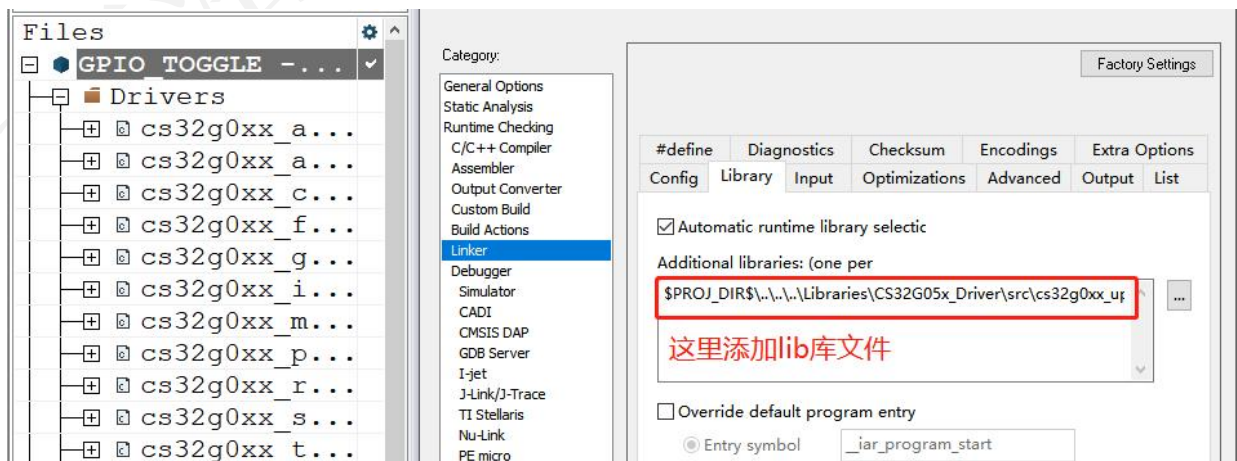 Files
GPIO_TOGGLE -...
Drivers
cs32g0xx_a...
cs32g0xx_a...
cs32g0xx_c...
cs32g0xx_f...
cs32g0xx_g...
cs32g0xx_i...
cs32g0xx_m...
cs32g0xx_p...
cs32g0xx_r...
cs32g0xx_s...
cs32g0xx_t...
Category:
General Options
Static Analysis
Runtime Checking
C/C++ Compiler
Assembler
Output Converter
Custom Build
Build Actions
Linker
Debugger
Simulator
CADI
CMSIS DAP
GDB Server
I-jet
J-Link/J-Trace
TI Stellaris
Nu-Link
PE micro
Factory Settings
#define Diagnostics Checksum Encodings Extra Options
Config Library Input Optimizations Advanced Output List
Automatic runtime library selectic
Additional libraries: (one per
$PROJ_DIR$\..\..\..\Libraries\CS32G05x_Driver\src\cs32g0xx_up
...
这里添加lib库文件
Override default program entry
Entry symbol __iar_program_start